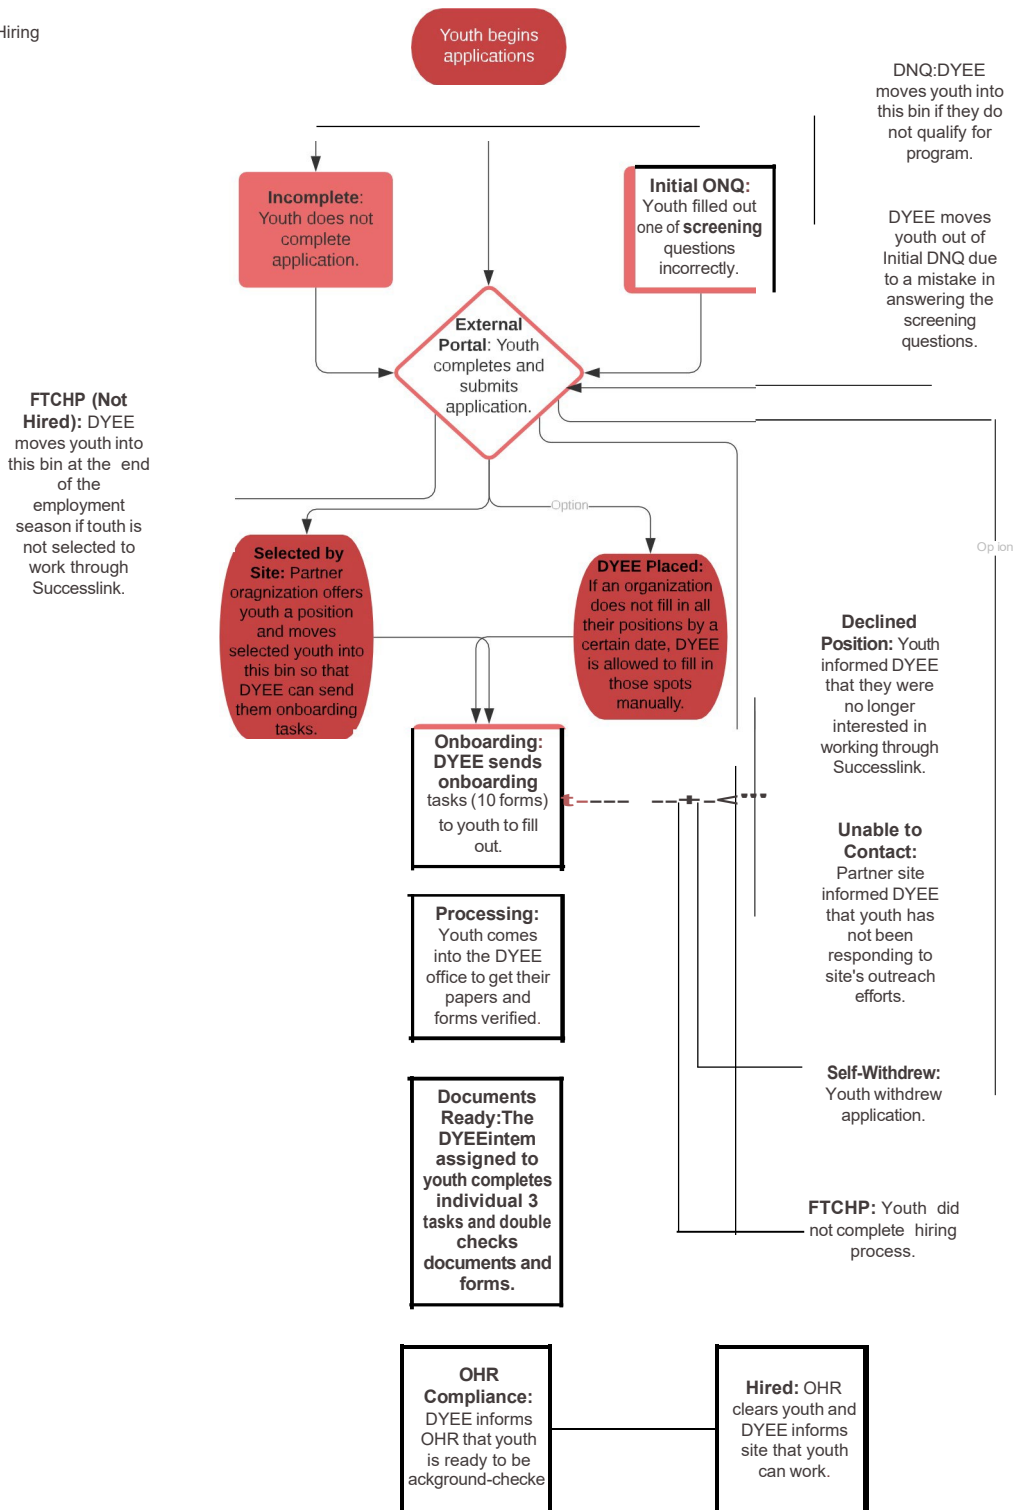 Hiring
Youth begins
applications
DNQ:DYEE
moves youth into
this bin if they do
not qualify for
program.
Incomplete:
Youth does not
complete
application.
Initial ONQ:
Youth filled out
one of screening
questions
incorrectly.
DYEE moves
youth out of
Initial DNQ due
to a mistake in
answering the
screening
questions.
External
Portal: Youth
completes and
submits
application.
FTCHP (Not
Hired): DYEE
moves youth into
this bin at the end
of the
employment
season if touth is
not selected to
work through
Successlink.
Option
Op ion
Selected by
Site: Partner
oragnization offers
youth a position
and moves
selected youth into
this bin so that
DYEE can send
them onboarding
tasks.
DYEE Placed:
If an organization
does not fill in all
their positions by a
certain date, DYEE
is allowed to fill in
those spots
manually.
Declined
Position: Youth
informed DYEE
that they were
no longer
interested in
working through
Successlink.
Onboarding:
DYEE sends
onboarding
tasks (10 forms)
to youth to fill
out.
Unable to
Contact:
Partner site
informed DYEE
that youth has
not been
responding to
site's outreach
efforts.
Processing:
Youth comes
into the DYEE
office to get their
papers and
forms verified.
Self-Withdrew:
Youth withdrew
application.
Documents
Ready:The
DYEEintem
assigned to
youth completes
individual 3
tasks and double
checks
documents and
forms.
FTCHP: Youth did
not complete hiring
process.
OHR
Compliance:
DYEE informs
OHR that youth
is ready to be
ackground-checke
Hired: OHR
clears youth and
DYEE informs
site that youth
can work.